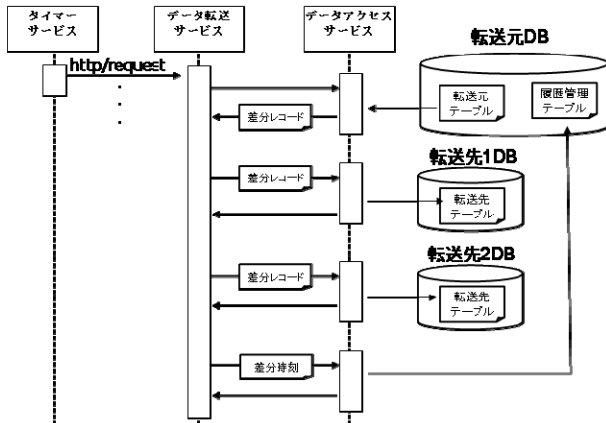 タイマー
サービス
データ転送
サービス
データアクセス
サービス
転送元DB
http/request
転送元
テーブル
履歴管理
テーブル
差分レコード
転送先1DB
差分レコード
転送先
テーブル
転送先2DB
差分レコード
転送先
テーブル
差分時刻